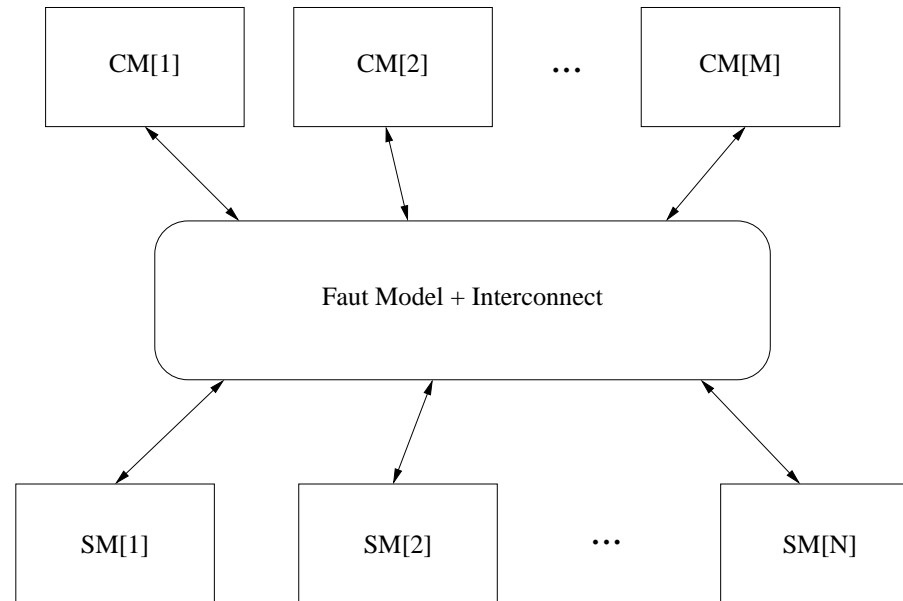 CM[1] CM[2] ... CM[M]
Faut Model + Interconnect
SM[1] SM[2] ... SM[N]